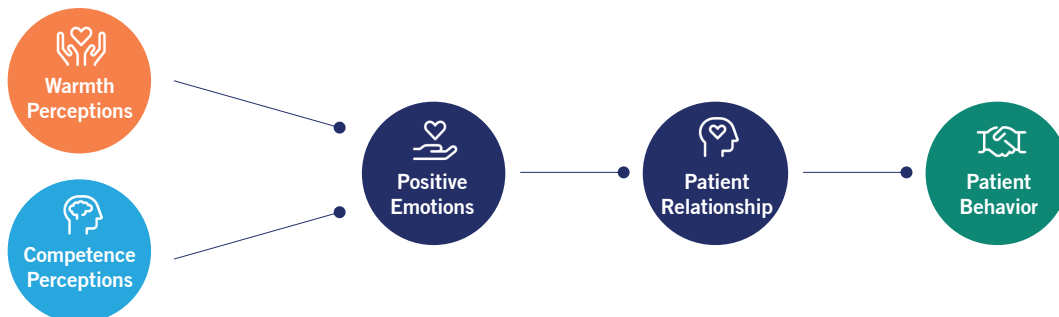 Warmth
Perceptions
Competence
Perceptions
Positive
Emotions
Patient
Relationship
Patient
Behavior